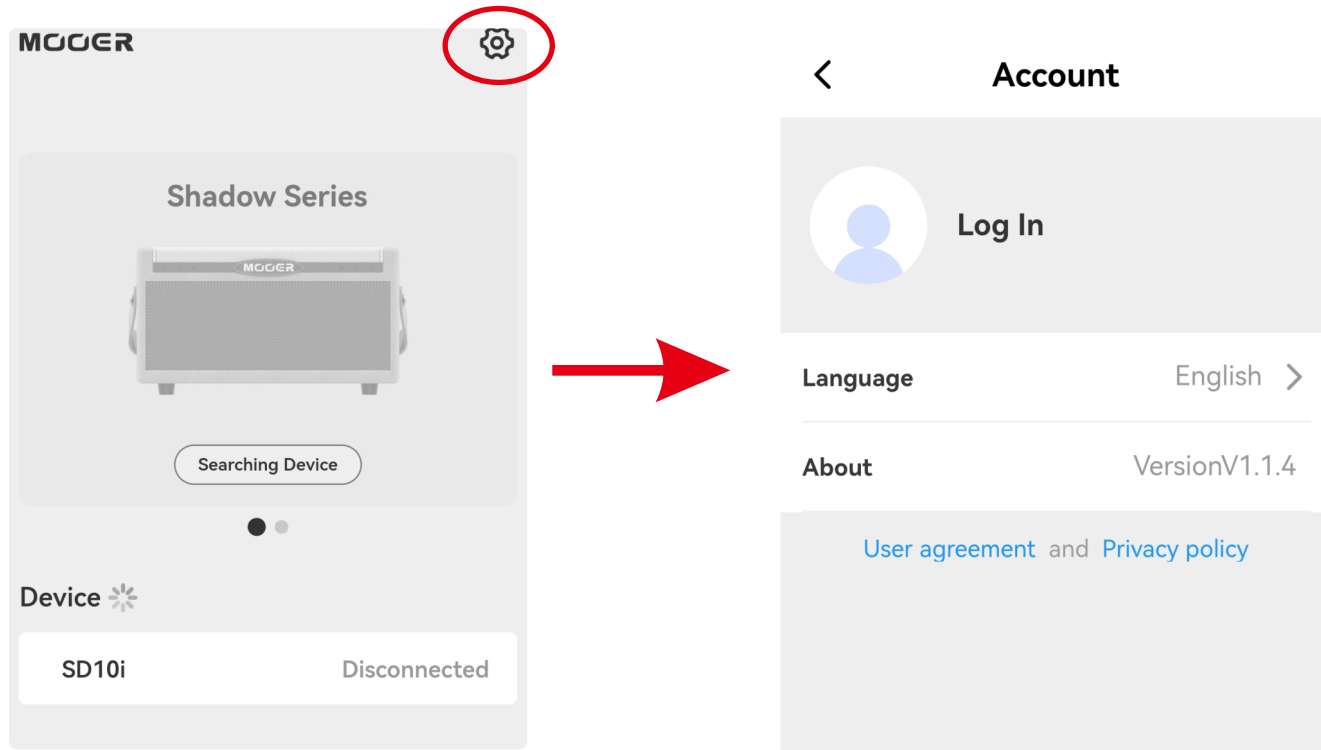 MOOER
Shadow Series
MOOER
Searching Device
Device
SD10i Disconnected
Account
Log In
Language English
About VersionV1.1.4
User agreement and Privacy policy